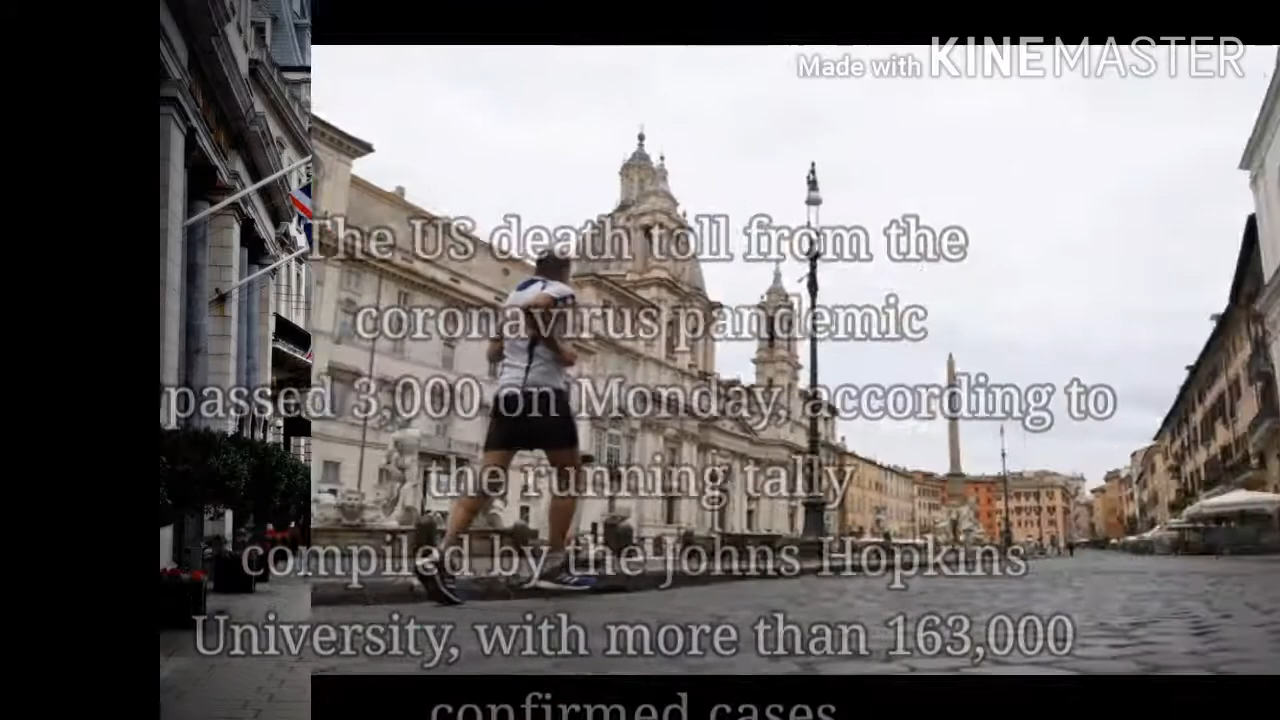 Made with KINEMASTER
The US death toll from the
coronavirus pandemic
passed 3,000 on Monday, according to
the running tally
compiled by the Johns Hopkins
University, with more than 163,000
confirmed cases